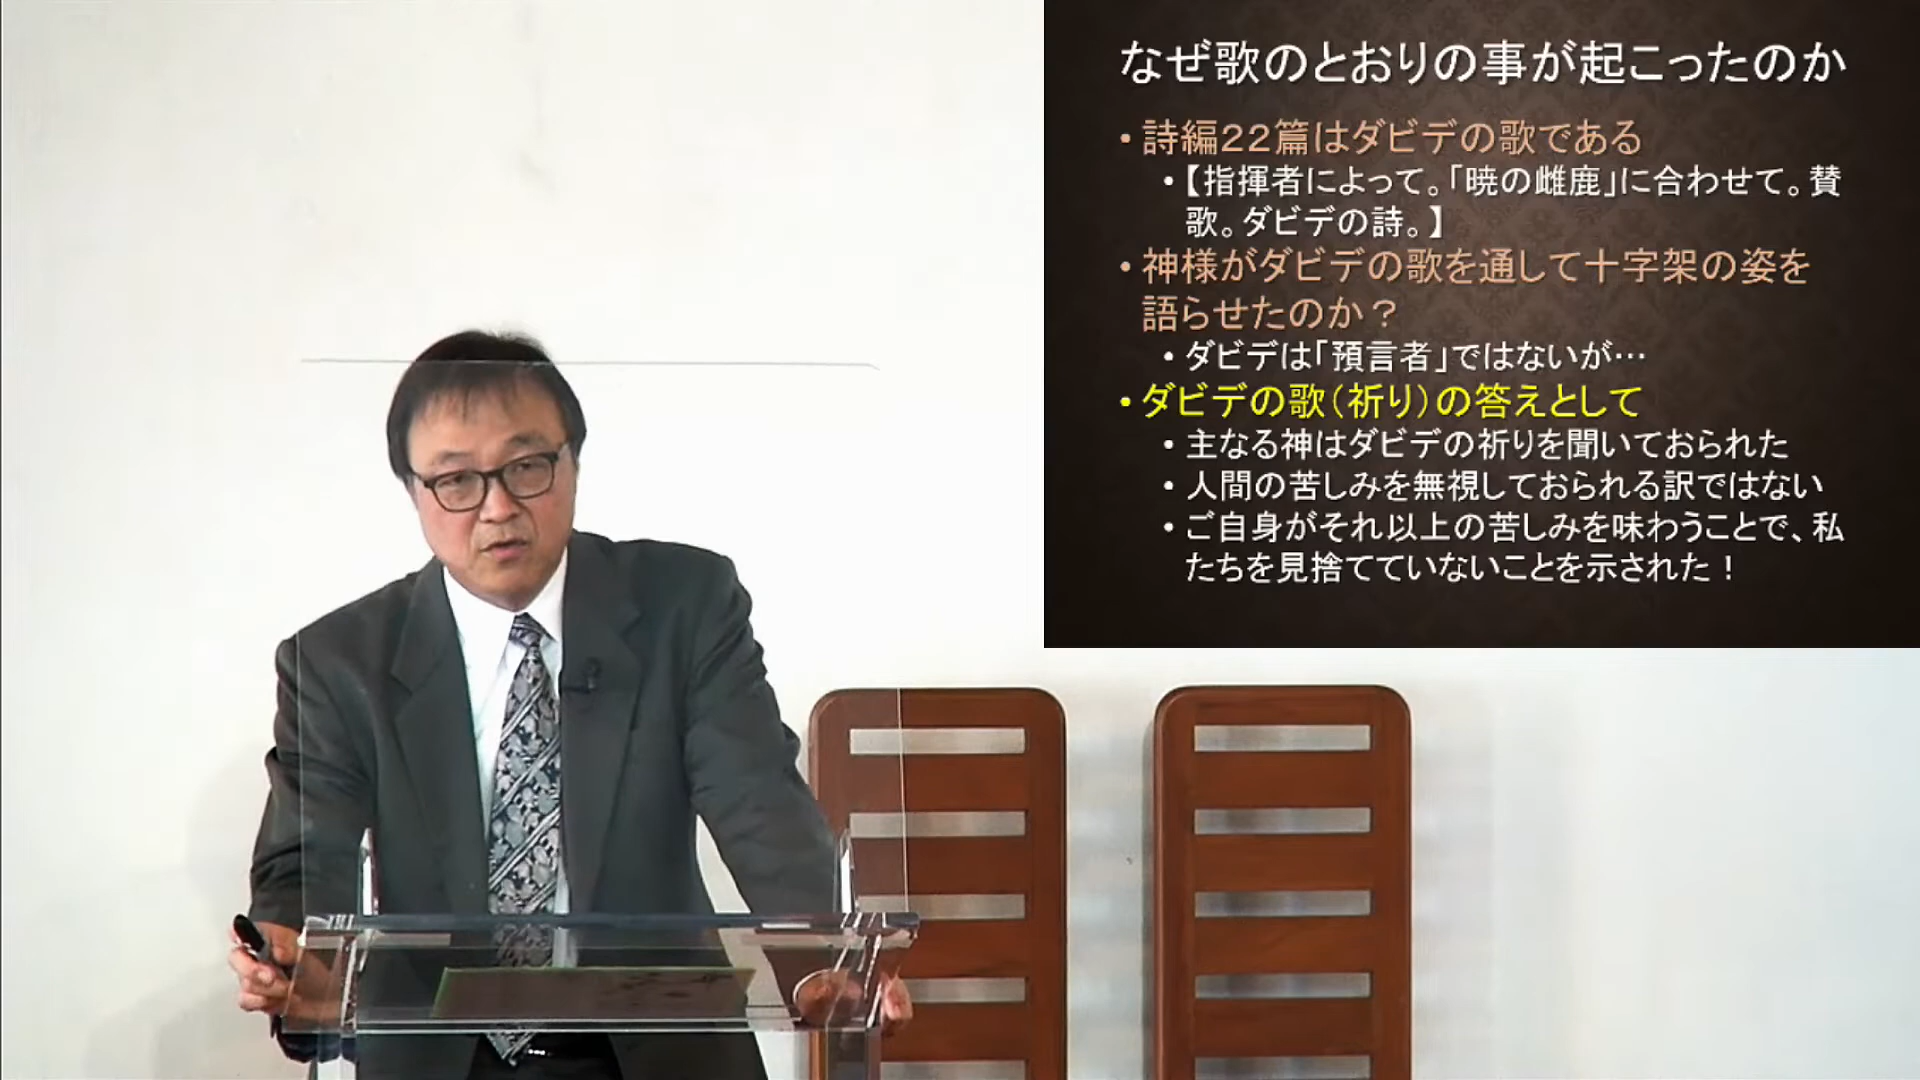 なぜ歌のとおりの事が起こったのか
• 詩編２２篇はダビデの歌である
• 【指揮者によって。「暁の雌鹿」に合わせて。賛
歌。ダビデの詩。】
• 神様がダビデの歌を通して十字架の姿を
語らせたのか？
• ダビデは「預言者」ではないが…
• ダビデの歌（祈り）の答えとして
• 主なる神はダビデの祈りを聞いておられた
• 人間の苦しみを無視しておられる訳ではない
• ご自身がそれ以上の苦しみを味わうことで、私
たちを見捨てていないことを示された！